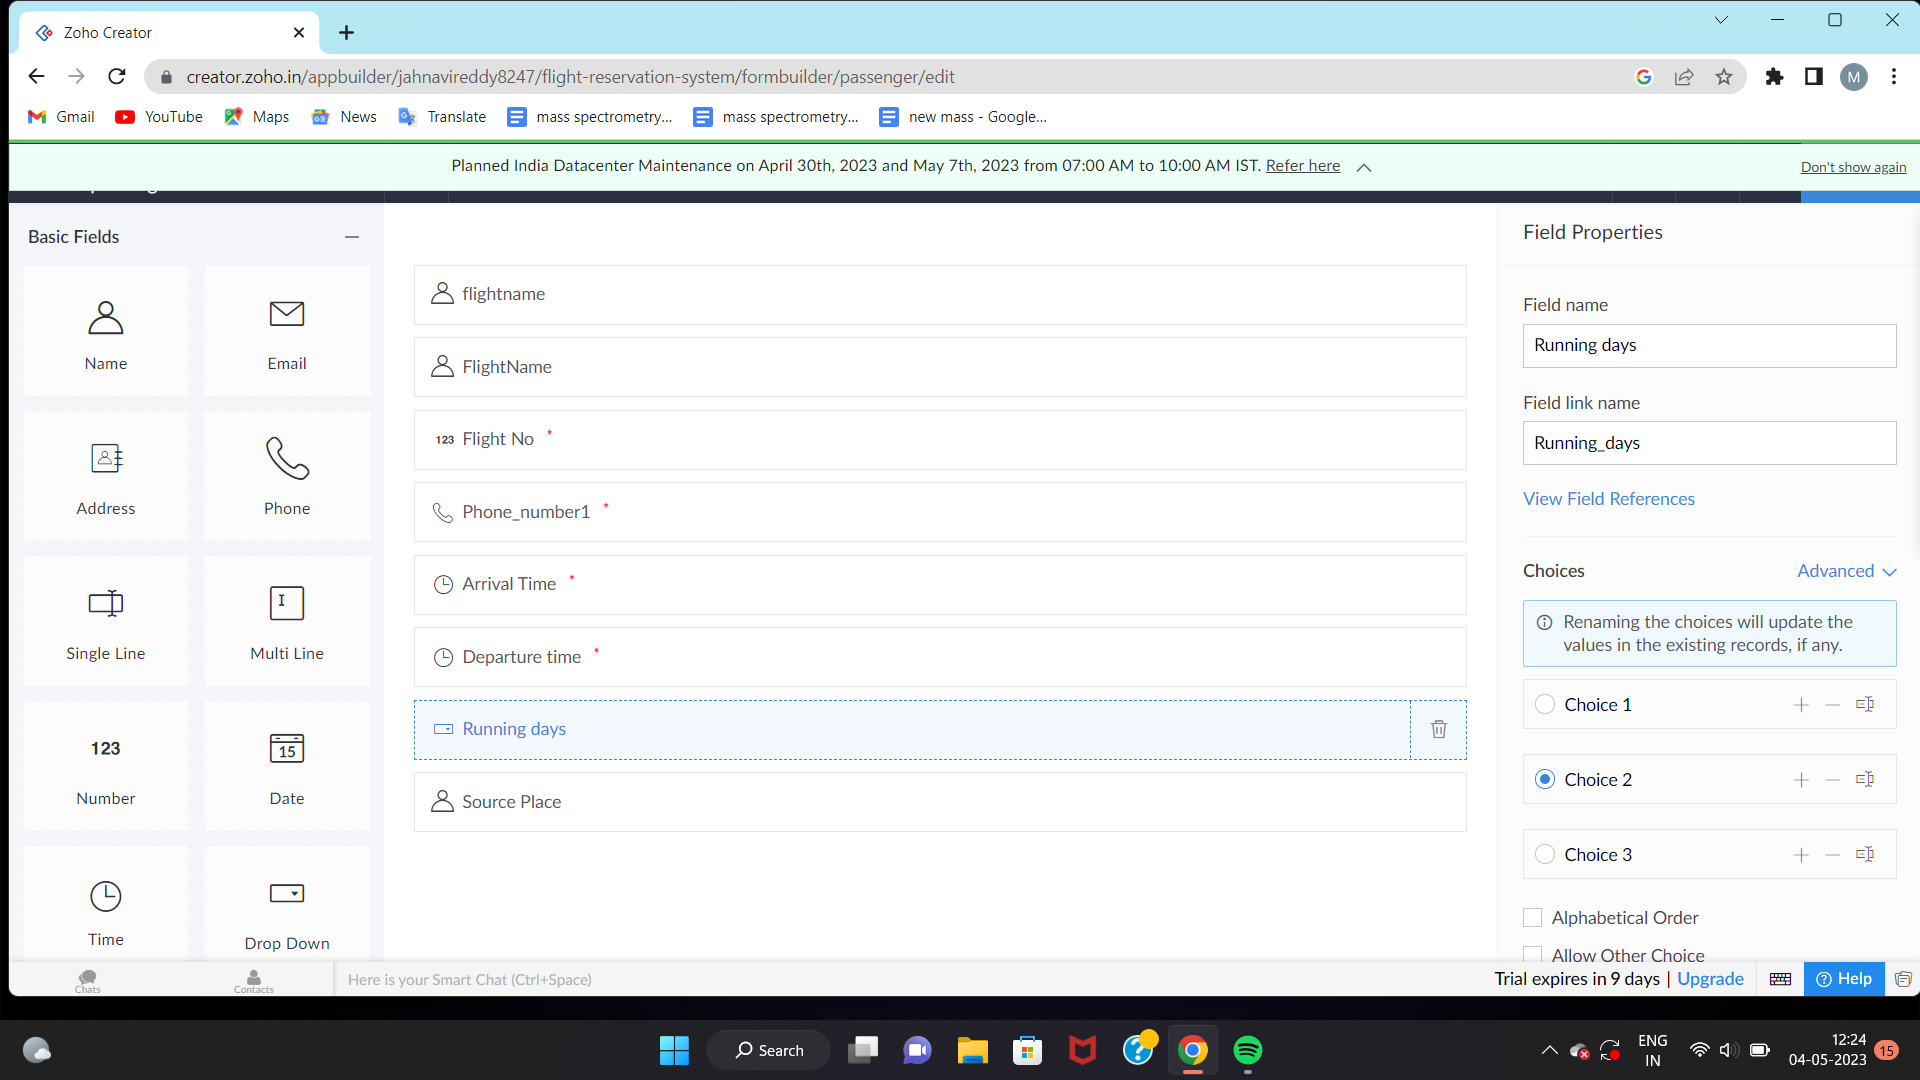 Zoho Creator
creator.zoho.in/appbuilder/jahnavireddy8247/flight-reservation-system/formbuilder/passenger/edit
M
Gmail
YouTube
Maps
News
Translate
mass spectrometry...
mass spectrometry...
new mass - Google...
Planned India Datacenter Maintenance on April 30th, 2023 and May 7th, 2023 from 07:00 AM to 10:00 AM IST. Refer here
Don't show again
Basic Fields
Name
Email
Address
Phone
Single Line
Multi Line
123
Number
15
Date
Time
Drop Down
flightname
FlightName
123 Flight No *
Phone_number1 *
Arrival Time *
Departure time *
Running days
Source Place
Field Properties
Field name
Running days
Field link name
Running_days
View Field References
Choices
Advanced
Renaming the choices will update the
values in the existing records, if any.
Choice 1
Choice 2
Choice 3
Alphabetical Order
Allow Other Choice
Chats
Contacts
Here is your Smart Chat (Ctrl+Space)
Trial expires in 9 days | Upgrade
Help
Search
ENG
IN
12:24
04-05-2023
15